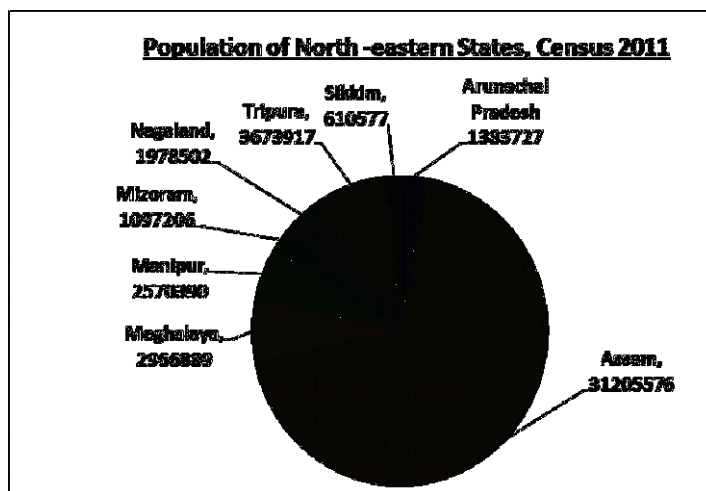 Population of North -eastern States, Census 2011
Sikkim,
610577
Arunachal
Pradesh
1383727
Tripura,
3673917
Nagaland,
1978502
Mizoram,
1097206
Manipur,
2570390
Meghalaya,
2966889
Assam,
31205576